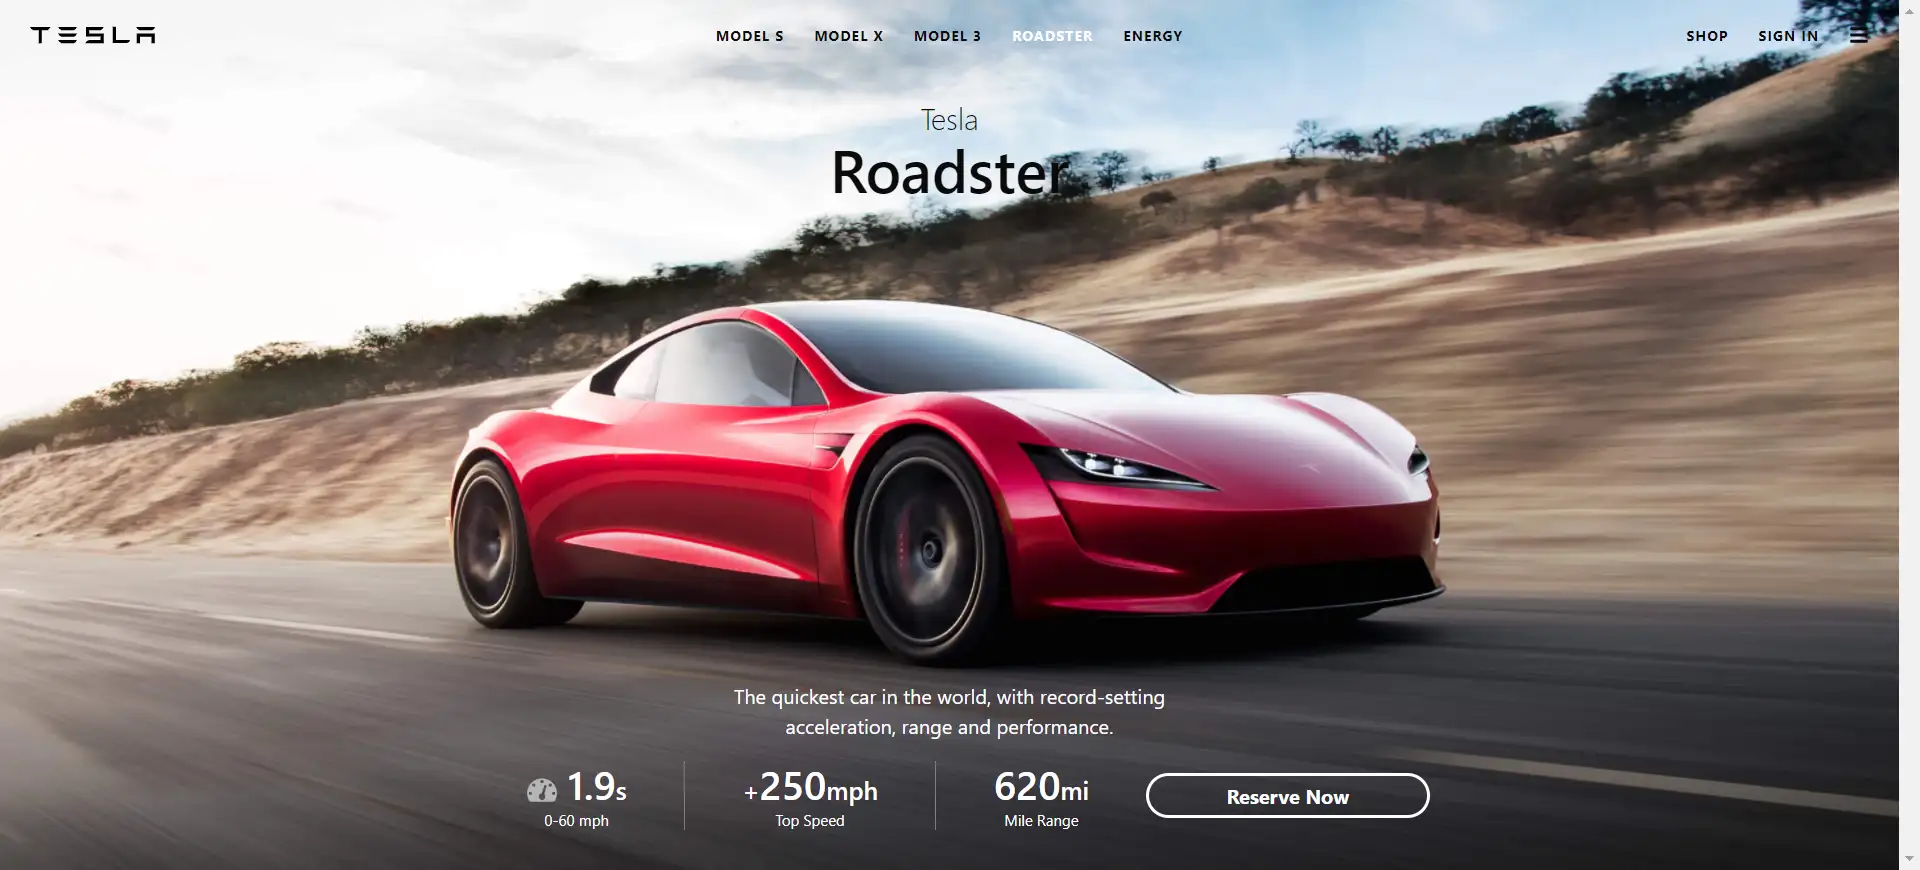 TESLA
MODEL S MODEL X MODEL 3 ROADSTER ENERGY
SHOP SIGN IN
Tesla
Roadster
The quickest car in the world, with record-setting
acceleration, range and performance.
1.9s
0-60 mph
+250mph
Top Speed
620mi
Mile Range
Reserve Now